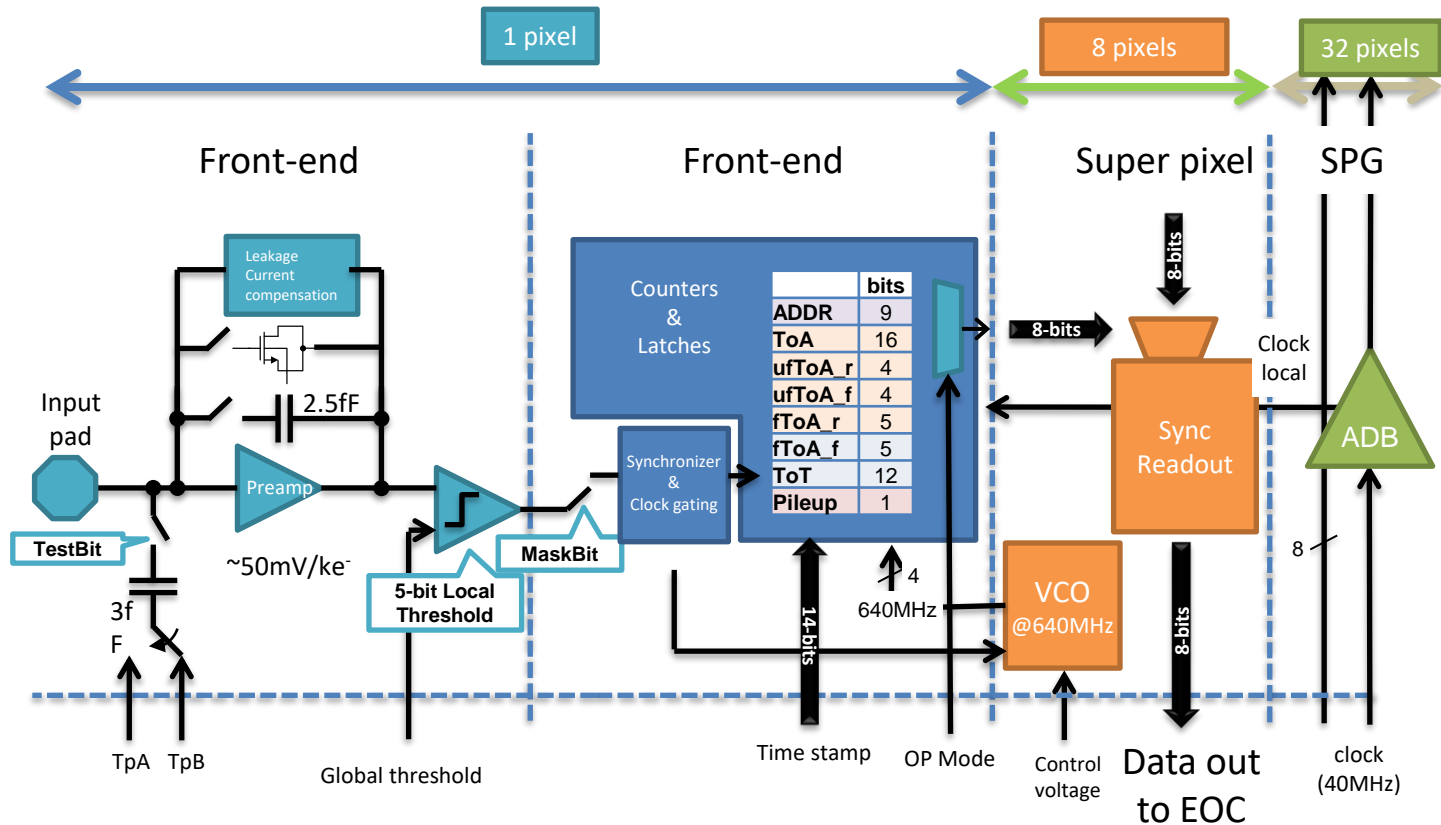 1 pixel
8 pixels
32 pixels
Front-end
Front-end
Super pixel
SPG
Leakage
Current
compensation
2.5fF
Input
pad
Preamp
TestBit
~50mV/ke-
3f
F
5-bit Local
Threshold
MaskBit
TpA
TpB
Global threshold
Counters
&
Latches
bits
ADDR 9
ToA 16
ufToA_r 4
ufToA_f 4
fToA_r 5
fToA_f 5
ToT 12
Pileup 1
Synchronizer
&
Clock gating
14-bits
Time stamp
4
640MHz
OP Mode
8-bits
8-bits
Sync
Readout
Clock
local
VCO
@640MHz
8-bits
Control
voltage
Data out
to EOC
ADB
8
clock
(40MHz)